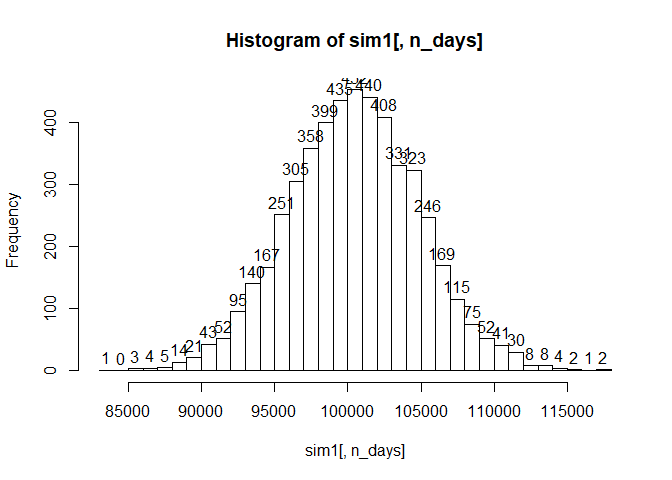 Histogram of sim1[, n_days]
Frequency
0 100 200 300 400
1 0 3 4 5 14 21 43 52 95 140 167 251 305 358 399 435 440 408 331 323 246 169 115 75 52 41 30 8 8 4 2 1 2
85000 90000 95000 100000 105000 110000 115000
sim1[, n_days]